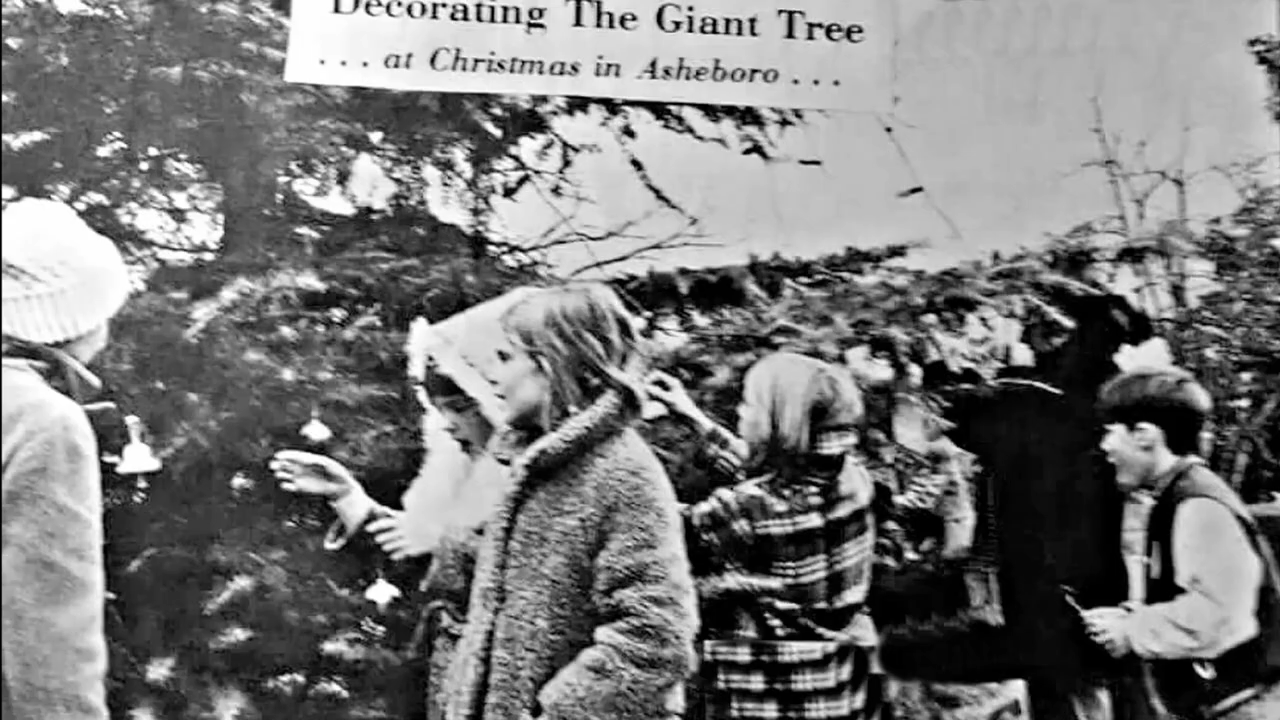 Decorating The Giant Tree
. . . at Christmas in Asheboro . . .